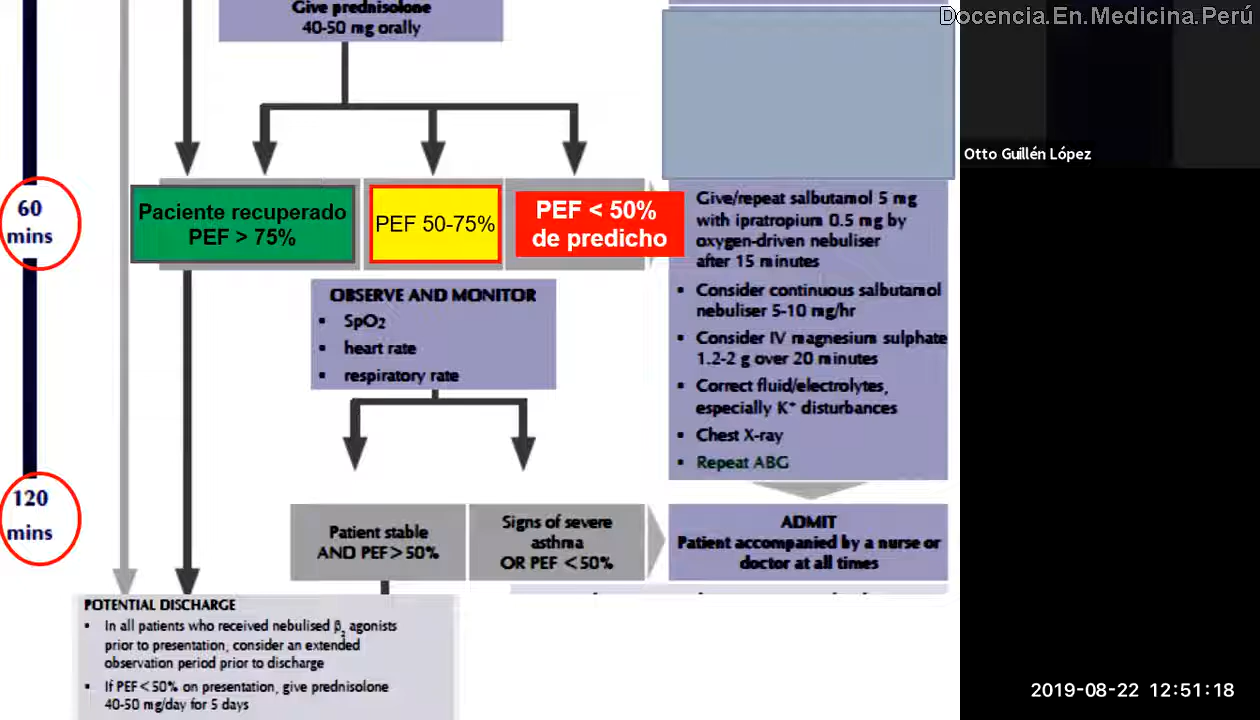 Give prednisolone
40-50 mg orally
Docencia.En.Medicina.Perú
Otto Guillén López
60
mins
Paciente recuperado
PEF > 75%
PEF 50-75%
PEF < 50%
de predicho
Give/repeat salbutamol 5 mg
with ipratropium 0.5 mg by
oxygen-driven nebuliser
after 15 minutes
• Consider continuous salbutamol
nebuliser 5-10 mg/hr
• Consider IV magnesium sulphate
1.2-2 g over 20 minutes
• Correct fluid/electrolytes,
especially K⁺ disturbances
• Chest X-ray
• Repeat ABG
OBSERVE AND MONITOR
• SpO₂
• heart rate
• respiratory rate
120
mins
Patient stable
AND PEF>50%
Signs of severe
asthma
OR PEF <50%
ADMIT
Patient accompanied by a nurse or
doctor at all times
POTENTIAL DISCHARGE
• In all patients who received nebulised β₂ agonists
prior to presentation, consider an extended
observation period prior to discharge
• If PEF<50% on presentation, give prednisolone
40-50 mg/day for 5 days
2019-08-22 12:51:18